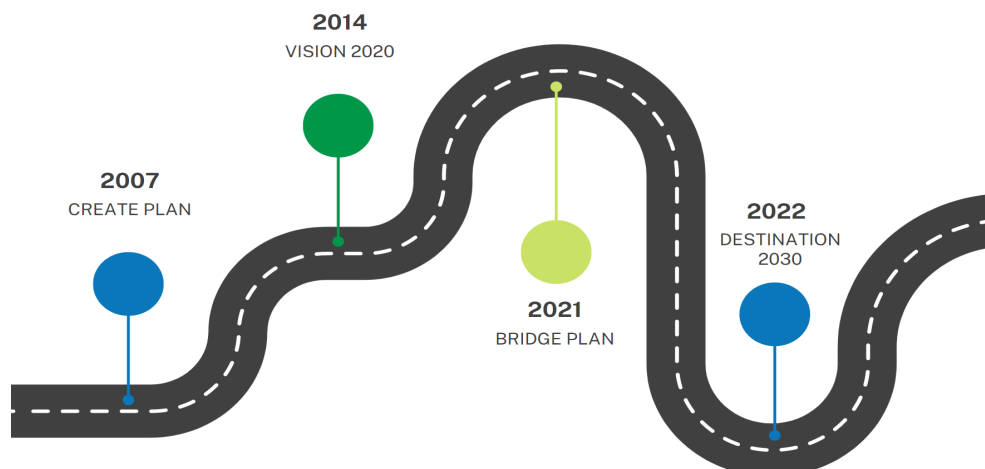 2007
CREATE PLAN
2014
VISION 2020
2021
BRIDGE PLAN
2022
DESTINATION
2030